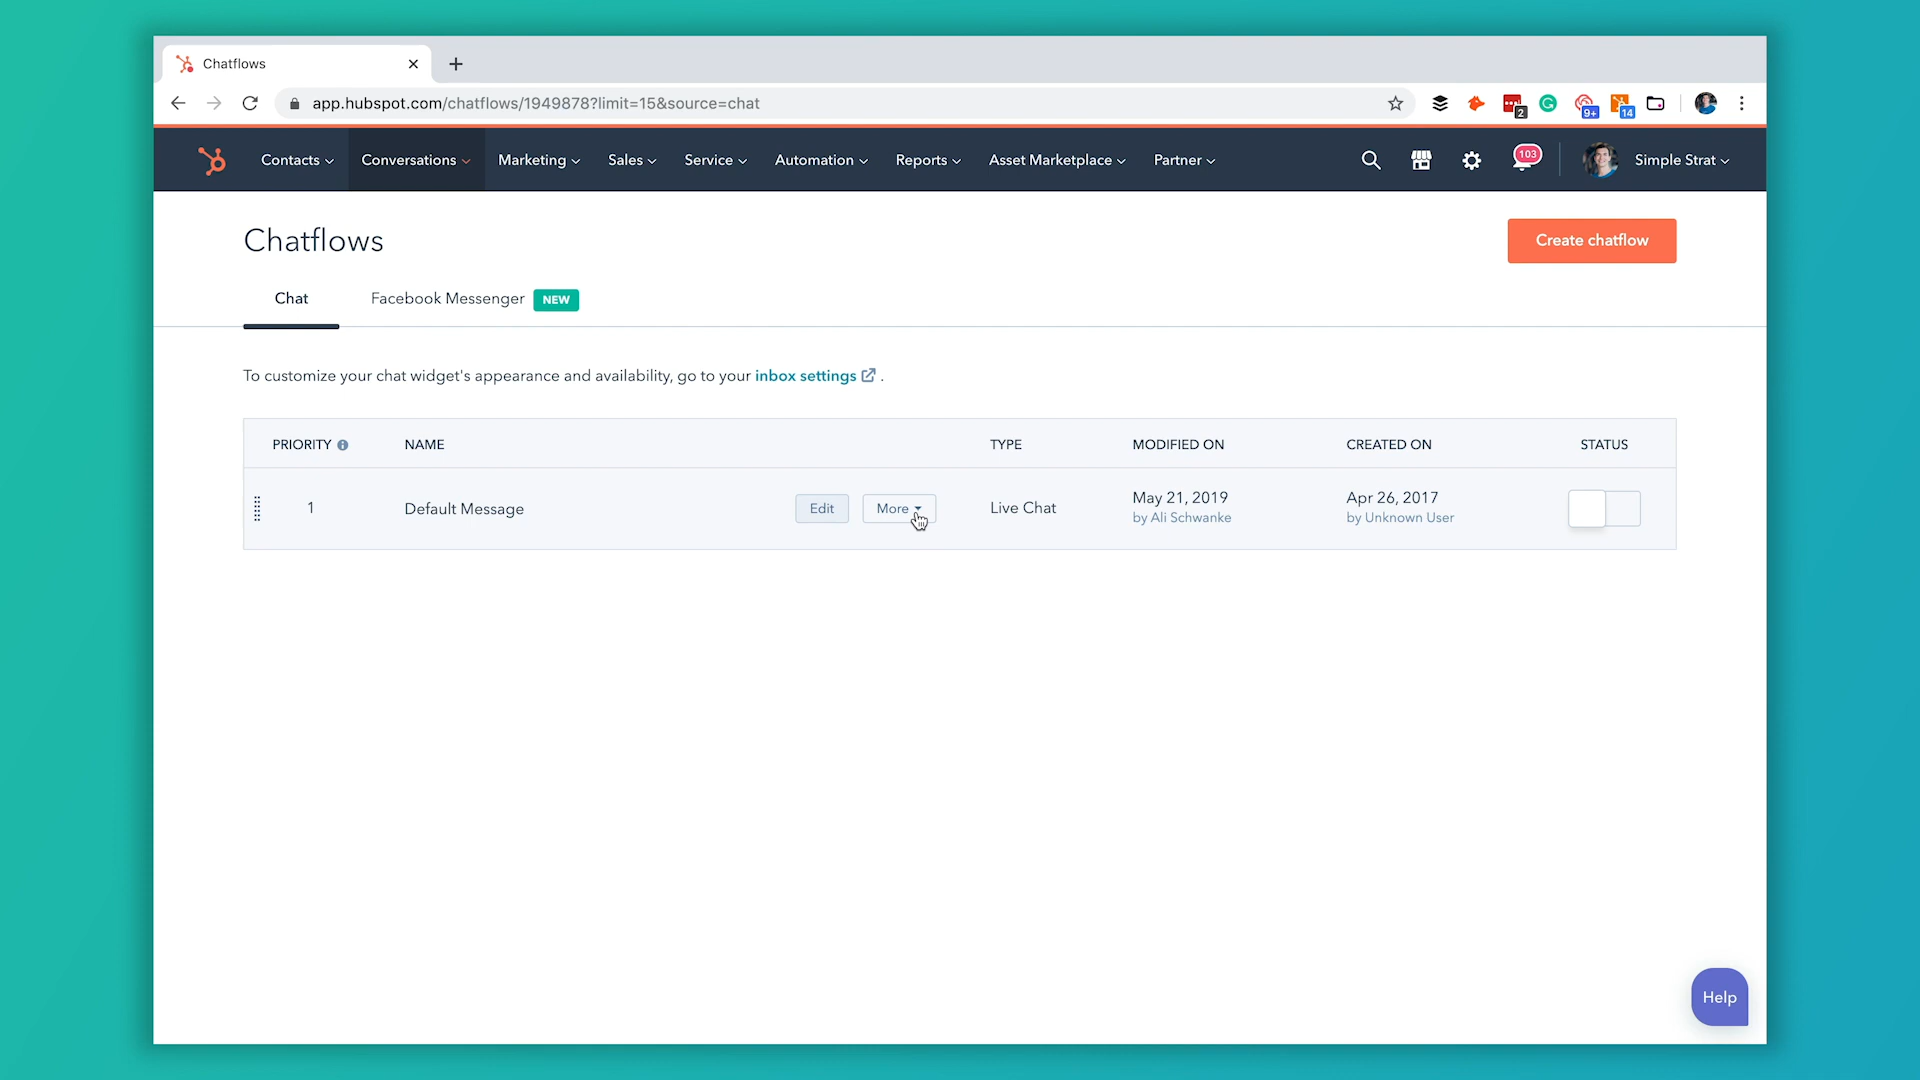 Chatflows
app.hubspot.com/chatflows/1949878?limit=15&source=chat
2
9+
14
Contacts
Conversations
Marketing
Sales
Service
Automation
Reports
Asset Marketplace
Partner
103
Simple Strat
Chatflows
Create chatflow
Chat
Facebook Messenger NEW
To customize your chat widget's appearance and availability, go to your inbox settings .
PRIORITY NAME TYPE MODIFIED ON CREATED ON STATUS
1 Default Message Edit More Live Chat May 21, 2019 Apr 26, 2017
by Ali Schwanke by Unknown User
Help